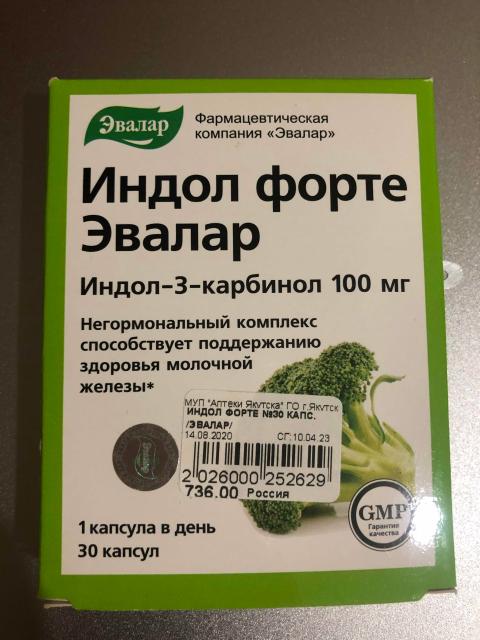 Эвалар
Фармацевтическая
компания «Эвалар»
Индол форте
Эвалар
Индол-3-карбинол 100 мг
Негормональный комплекс
способствует поддержанию
здоровья молочной
железы*
МУП "Аптеки Якутска" ГО г.Якутск
ИНДОЛ ФОРТЕ №30 КАПС.
/ЭВАЛАР/
14.08.2020 СГ:10.04.23
2 026000 252629
736.00 Россия
Эвалар
1 капсула в день
30 капсул
GMP
Гарантия
качества